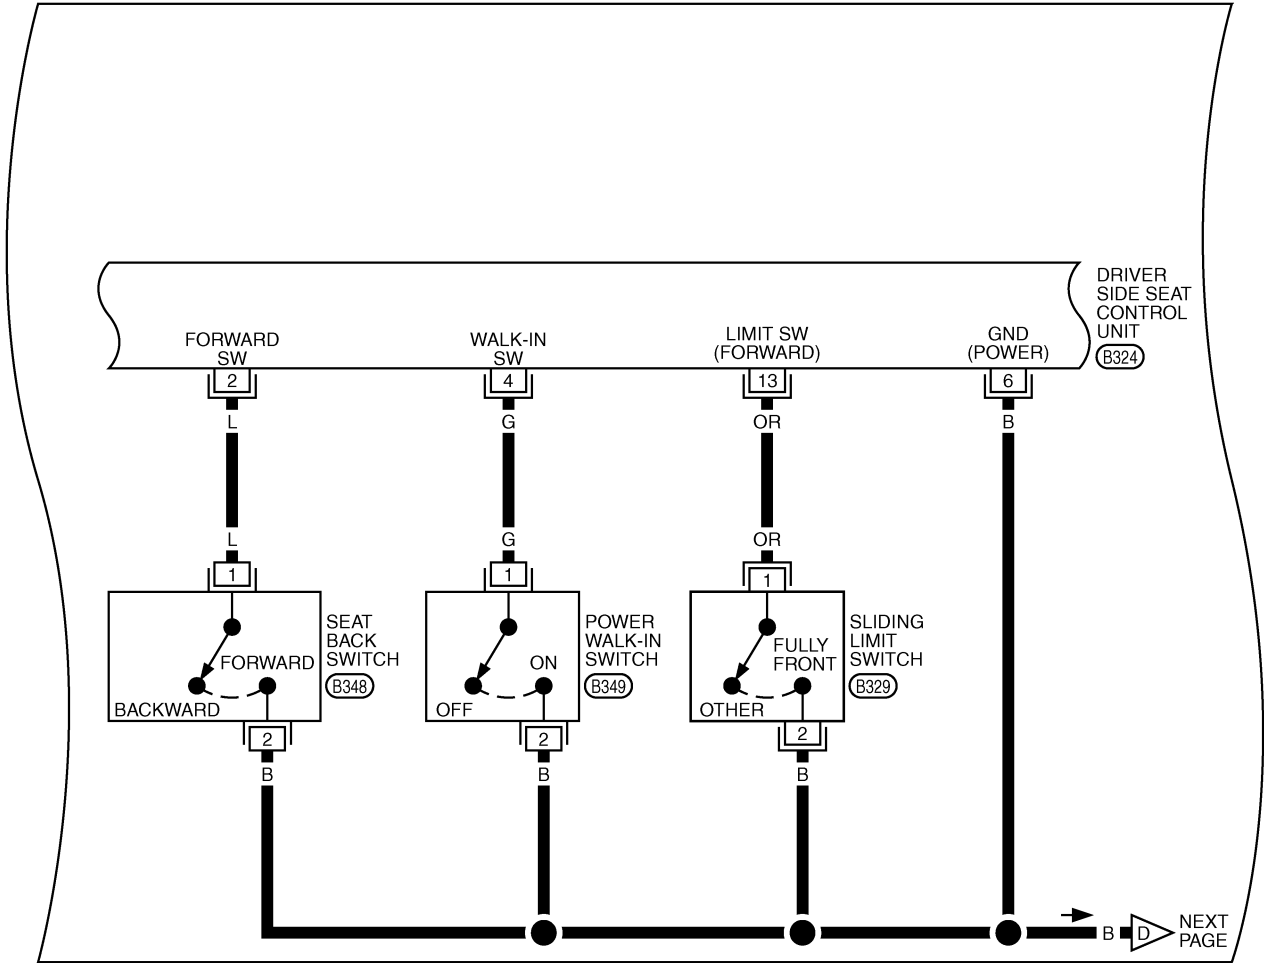 DRIVER
SIDE SEAT
CONTROL
UNIT
B324
FORWARD
SW
WALK-IN
SW
LIMIT SW
(FORWARD)
GND
(POWER)
2
4
13
6
L
G
OR
B
L
G
OR
1
1
1
SEAT
BACK
SWITCH
B348
FORWARD
BACKWARD
POWER
WALK-IN
SWITCH
B349
ON
OFF
SLIDING
LIMIT
SWITCH
B329
FULLY
FRONT
OTHER
2
2
2
B
B
B
B
D
NEXT
PAGE